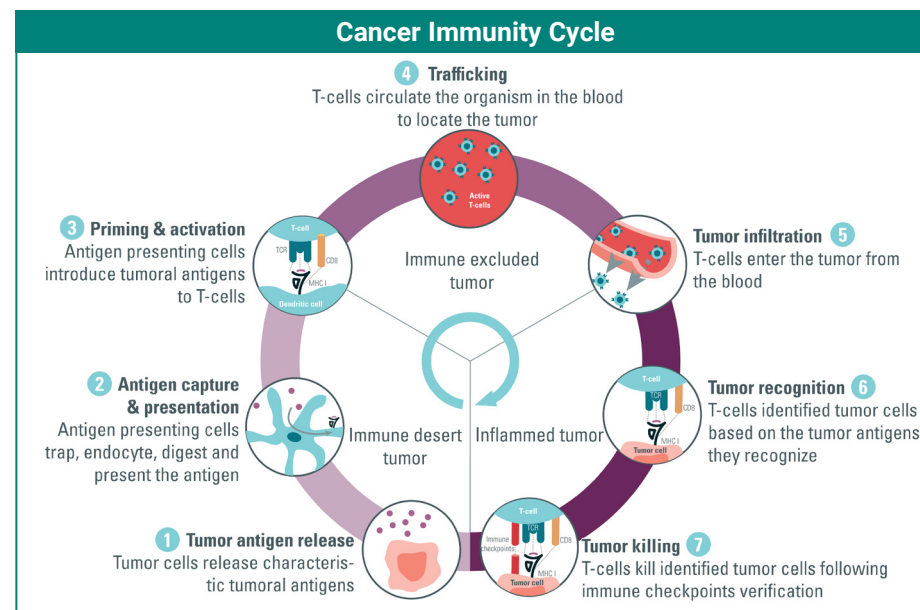 Cancer Immunity Cycle
4 Trafficking
T-cells circulate the organism in the blood
to locate the tumor
Active
T-cells
3 Priming & activation
Antigen presenting cells
introduce tumoral antigens
to T-cells
T-cell
TCR
CD8
MHC I
Dendritic cell
Immune excluded
tumor
Tumor infiltration 5
T-cells enter the tumor from
the blood
2 Antigen capture
& presentation
Antigen presenting cells
trap, endocyte, digest and
present the antigen
Immune desert
tumor
Inflammed tumor
T-cell
TCR
CD8
MHC I
Tumor cell
Tumor recognition 6
T-cells identified tumor cells
based on the tumor antigens
they recognize
1 Tumor antigen release
Tumor cells release characteris-
tic tumoral antigens
T-cell
Immune
checkpoints
TCR
CD8
MHC I
Tumor cell
Tumor killing 7
T-cells kill identified tumor cells following
immune checkpoints verification